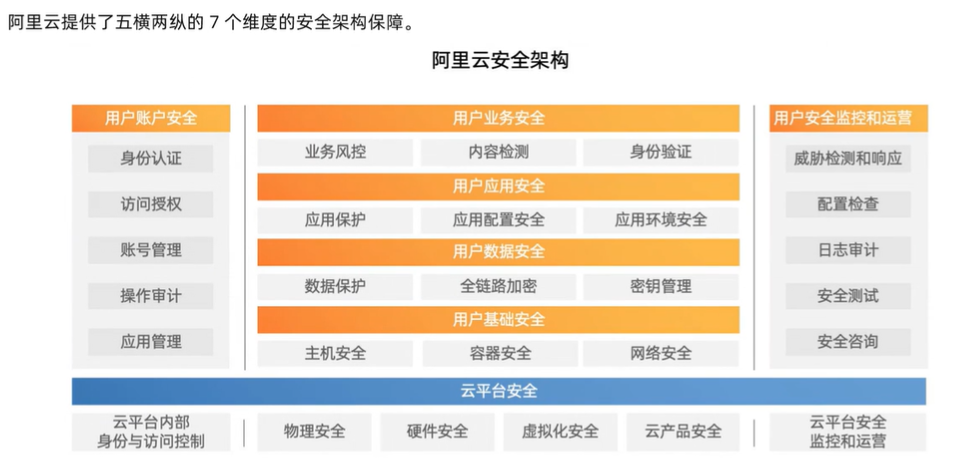 阿里云提供了五横两纵的 7 个维度的安全架构保障。
阿里云安全架构
用户账户安全
身份认证
访问授权
账号管理
操作审计
应用管理
用户业务安全
业务风控
内容检测
身份验证
用户应用安全
应用保护
应用配置安全
应用环境安全
用户数据安全
数据保护
全链路加密
密钥管理
用户基础安全
主机安全
容器安全
网络安全
用户安全监控和运营
威胁检测和响应
配置检查
日志审计
安全测试
安全咨询
云平台安全
云平台内部
身份与访问控制
物理安全
硬件安全
虚拟化安全
云产品安全
云平台安全
监控和运营